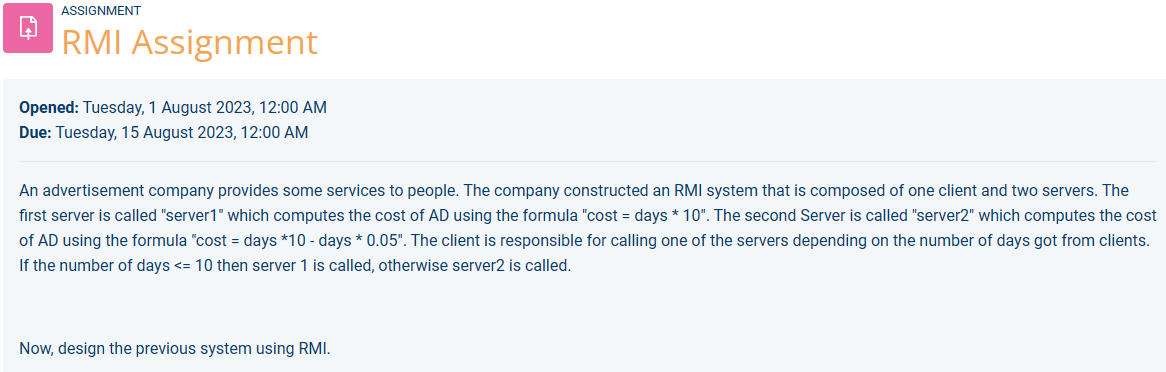 ASSIGNMENT
RMI Assignment
Opened: Tuesday, 1 August 2023, 12:00 AM
Due: Tuesday, 15 August 2023, 12:00 AM
An advertisement company provides some services to people. The company constructed an RMI system that is composed of one client and two servers. The
first server is called "server1" which computes the cost of AD using the formula "cost = days * 10". The second Server is called "server2" which computes the cost
of AD using the formula "cost = days *10 - days * 0.05". The client is responsible for calling one of the servers depending on the number of days got from clients.
If the number of days <= 10 then server 1 is called, otherwise server2 is called.
Now, design the previous system using RMI.